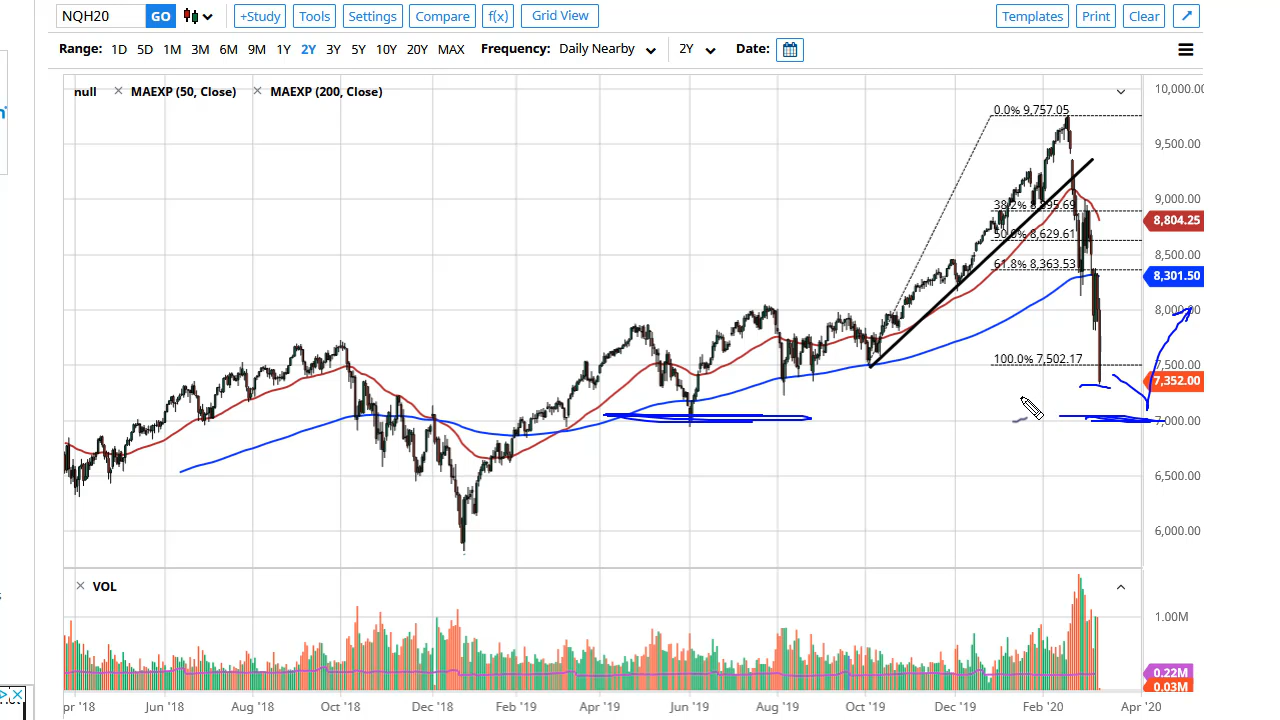 NQH20 GO +Study Tools Settings Compare f(x) Grid View Templates Print Clear
Range: 1D 5D 1M 3M 6M 9M 1Y 2Y 3Y 5Y 10Y 20Y MAX Frequency: Daily Nearby 2Y Date:
null × MAEXP (50, Close) × MAEXP (200, Close)
10,000.00
0.0% 9,757.05
9,500.00
9,000.00
38.2% 8,895.69
8,804.25
50.0% 8,629.61
8,500.00
61.8% 8,363.53
8,301.50
8,000.00
100.0% 7,502.17
7,500.00
7,352.00
7,000.00
6,500.00
6,000.00
× VOL
1.00M
0.22M
0.03M
pr '18 Jun '18 Aug '18 Oct '18 Dec '18 Feb '19 Apr '19 Jun '19 Aug '19 Oct '19 Dec '19 Feb '20 Apr '20